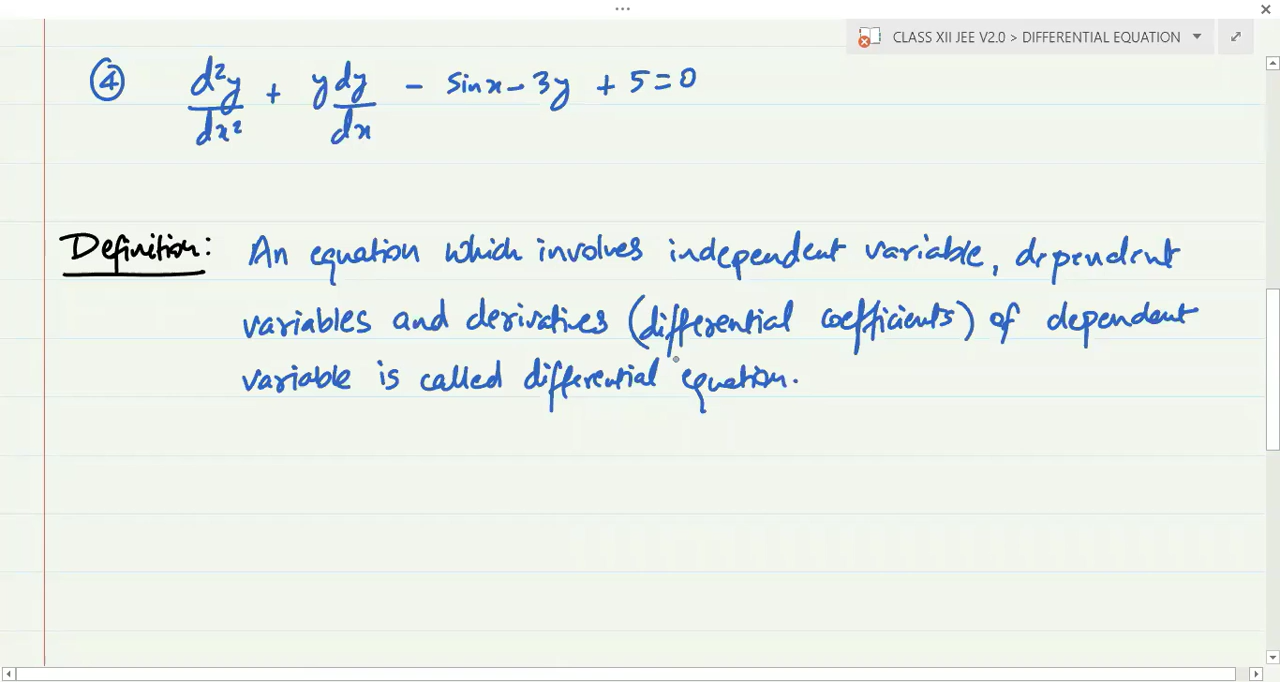 CLASS XII JEE V2.0 > DIFFERENTIAL EQUATION
④ d²y/dx² + y dy/dx - sinx - 3y + 5 = 0
Definition: An equation which involves independent variable, dependent
variables and derivatives (differential coefficients) of dependent
variable is called differential equation.